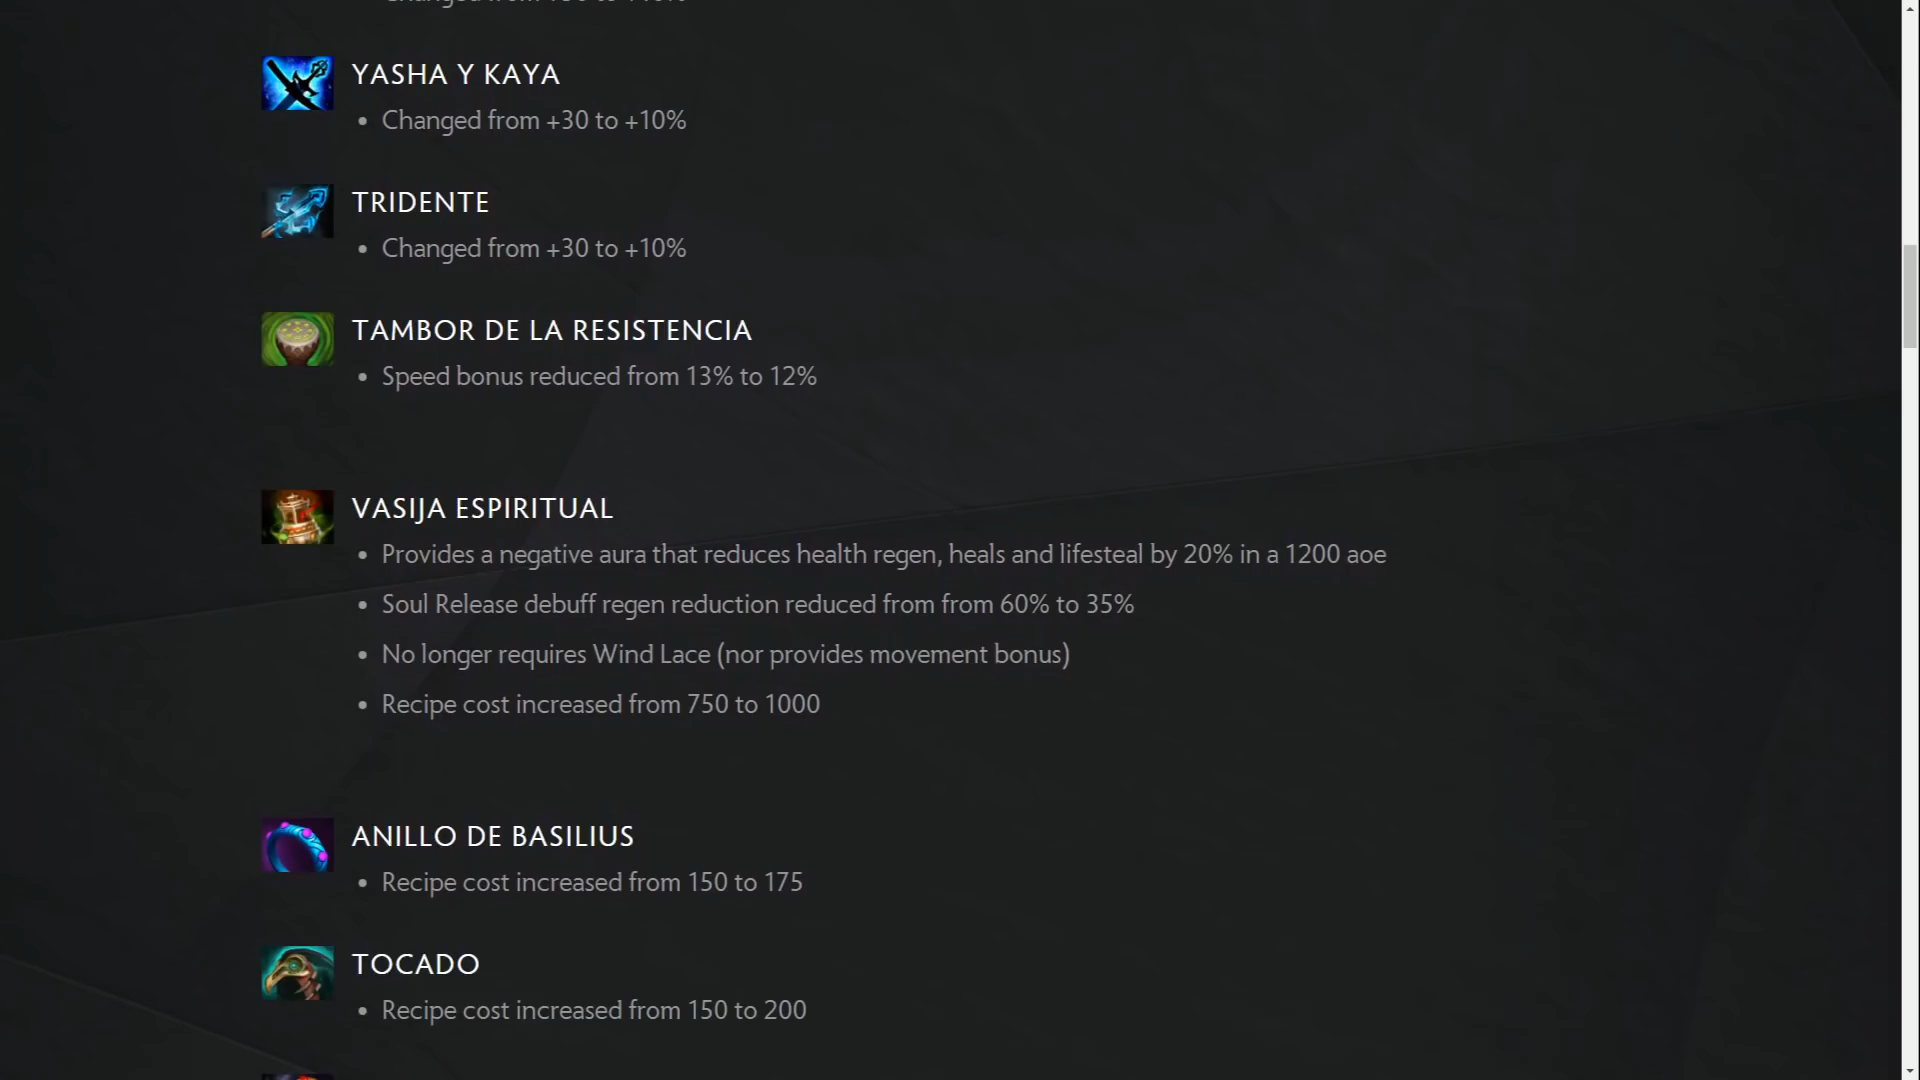 YASHA Y KAYA
• Changed from +30 to +10%
TRIDENTE
• Changed from +30 to +10%
TAMBOR DE LA RESISTENCIA
• Speed bonus reduced from 13% to 12%
VASIJA ESPIRITUAL
• Provides a negative aura that reduces health regen, heals and lifesteal by 20% in a 1200 aoe
• Soul Release debuff regen reduction reduced from from 60% to 35%
• No longer requires Wind Lace (nor provides movement bonus)
• Recipe cost increased from 750 to 1000
ANILLO DE BASILIUS
• Recipe cost increased from 150 to 175
TOCADO
• Recipe cost increased from 150 to 200